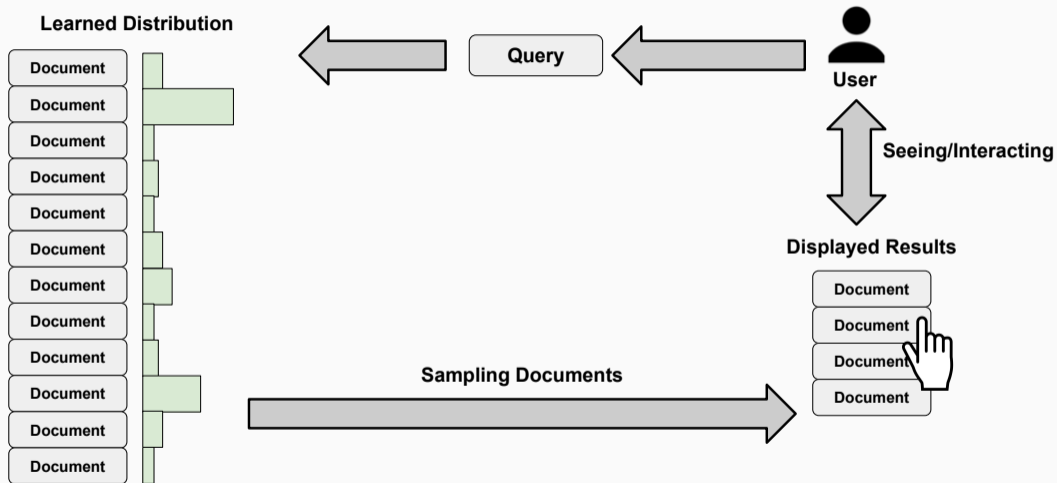 Learned Distribution
Query
User
Document
Document
Document
Document
Document
Document
Document
Document
Document
Document
Document
Document
Seeing/Interacting
Displayed Results
Document
Document
Document
Document
Sampling Documents